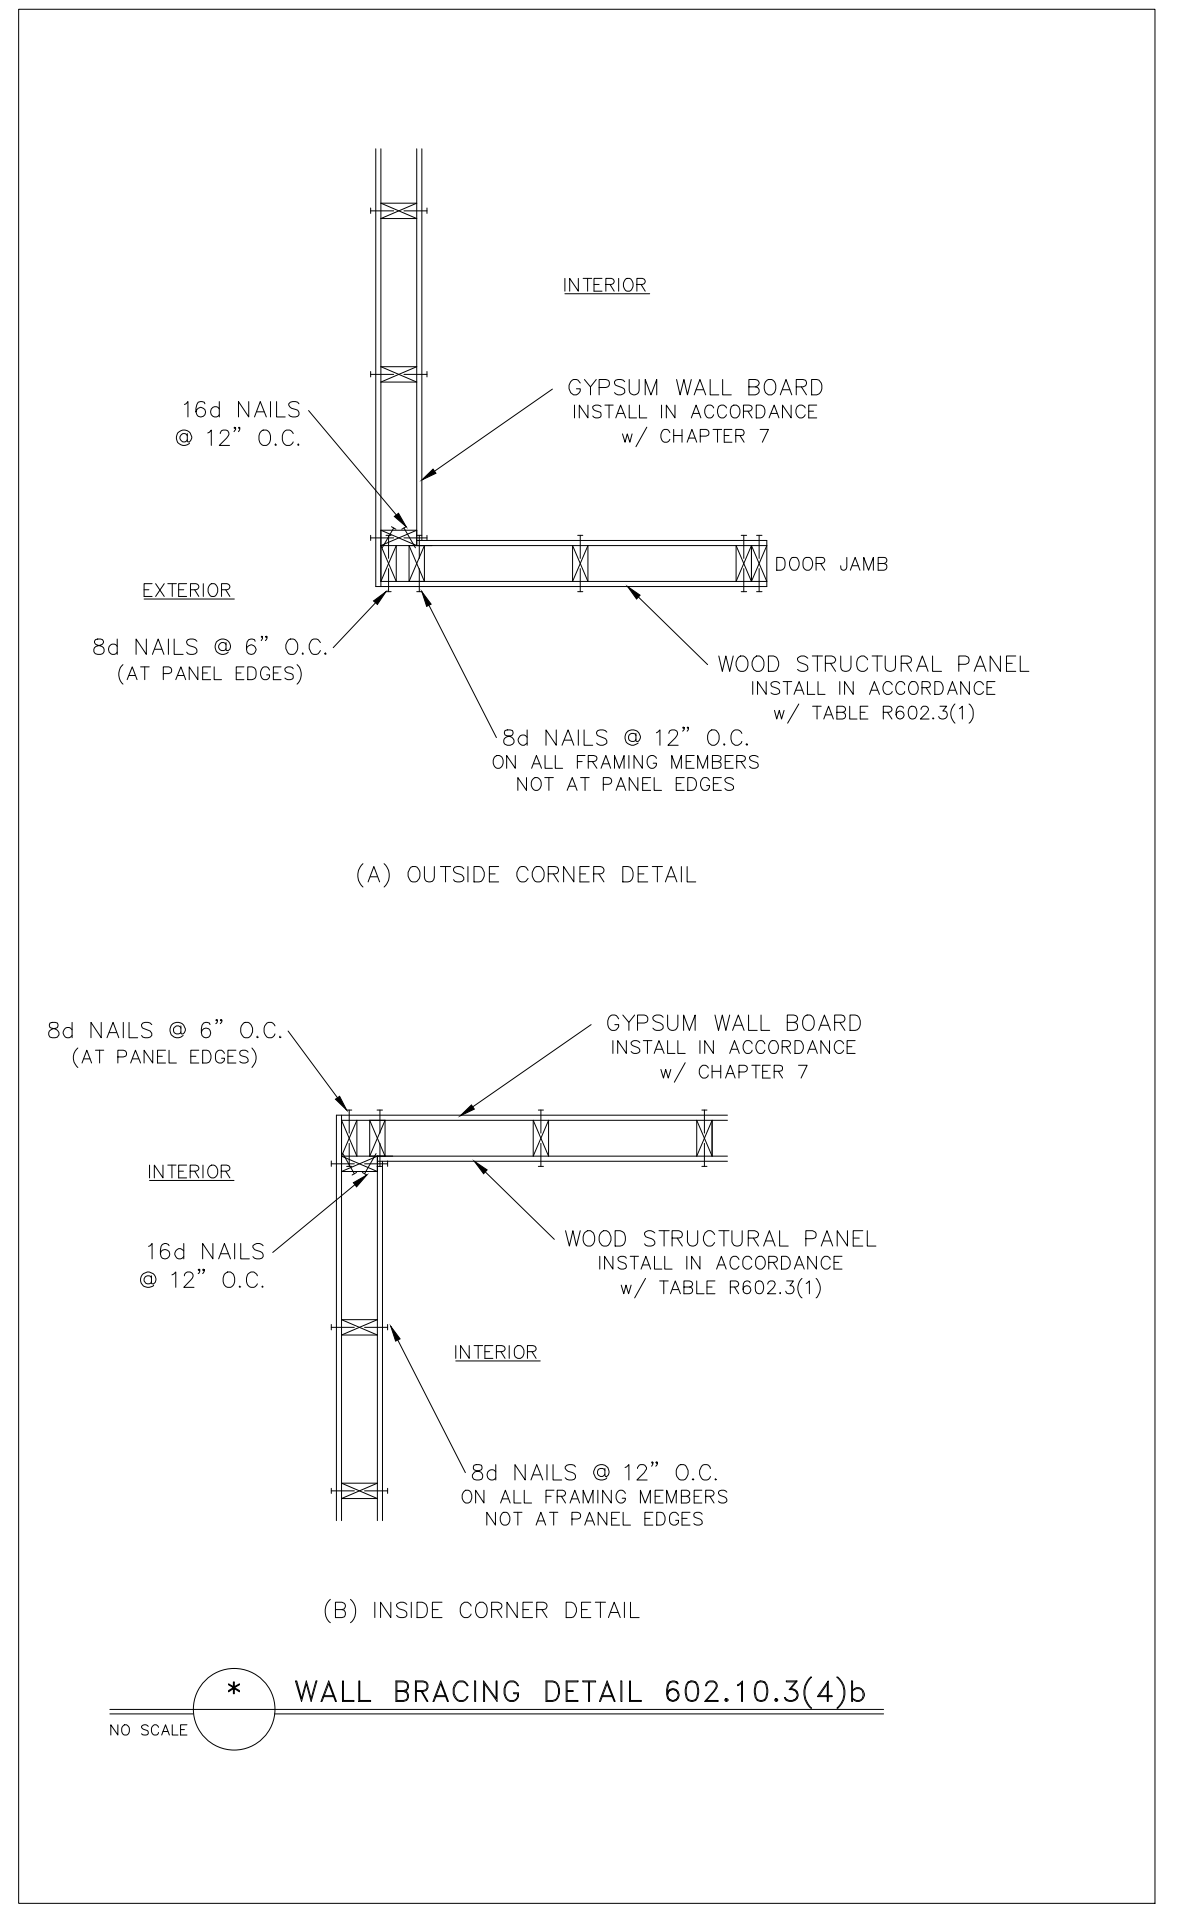 INTERIOR
GYPSUM WALL BOARD
INSTALL IN ACCORDANCE
w/ CHAPTER 7
16d NAILS
@ 12” O.C.
DOOR JAMB
EXTERIOR
8d NAILS @ 6” O.C.
(AT PANEL EDGES)
WOOD STRUCTURAL PANEL
INSTALL IN ACCORDANCE
w/ TABLE R602.3(1)
8d NAILS @ 12” O.C.
ON ALL FRAMING MEMBERS
NOT AT PANEL EDGES
(A) OUTSIDE CORNER DETAIL
8d NAILS @ 6” O.C.
(AT PANEL EDGES)
GYPSUM WALL BOARD
INSTALL IN ACCORDANCE
w/ CHAPTER 7
INTERIOR
16d NAILS
@ 12” O.C.
WOOD STRUCTURAL PANEL
INSTALL IN ACCORDANCE
w/ TABLE R602.3(1)
INTERIOR
8d NAILS @ 12” O.C.
ON ALL FRAMING MEMBERS
NOT AT PANEL EDGES
(B) INSIDE CORNER DETAIL
* WALL BRACING DETAIL 602.10.3(4)b
NO SCALE